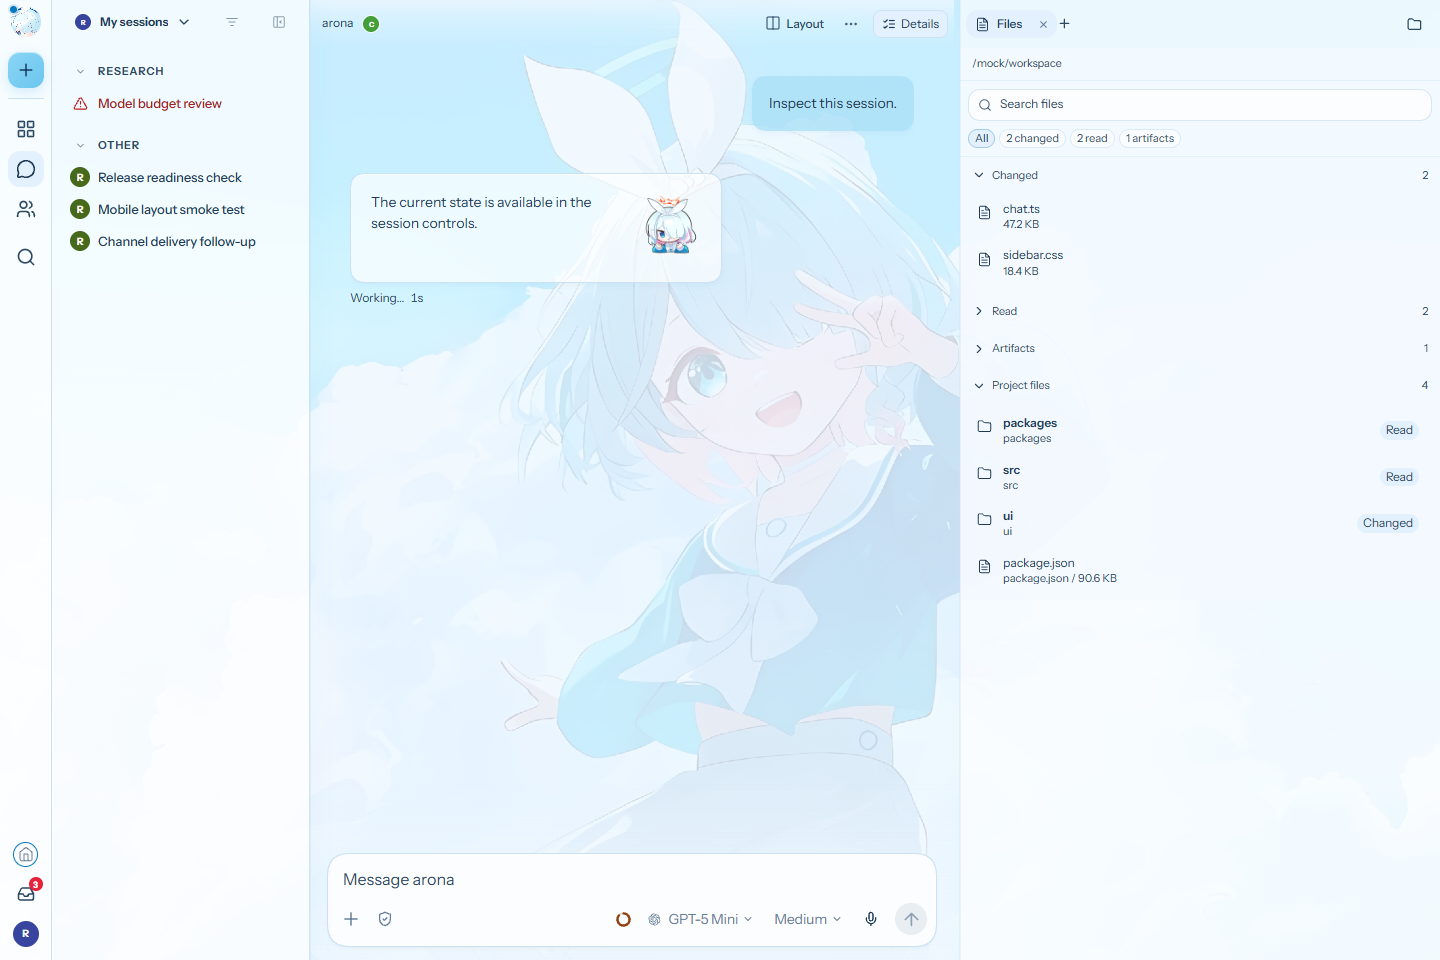 R My sessions
RESEARCH
Model budget review
OTHER
R Release readiness check
R Mobile layout smoke test
R Channel delivery follow-up
3
R
arona C
Layout
Details
Inspect this session.
The current state is available in the
session controls.
Working... 1s
Message arona
GPT-5 Mini
Medium
Files
/mock/workspace
Search files
All
2 changed
2 read
1 artifacts
Changed 2
chat.ts
47.2 KB
sidebar.css
18.4 KB
Read 2
Artifacts 1
Project files 4
packages
packages
Read
src
src
Read
ui
ui
Changed
package.json
package.json / 90.6 KB